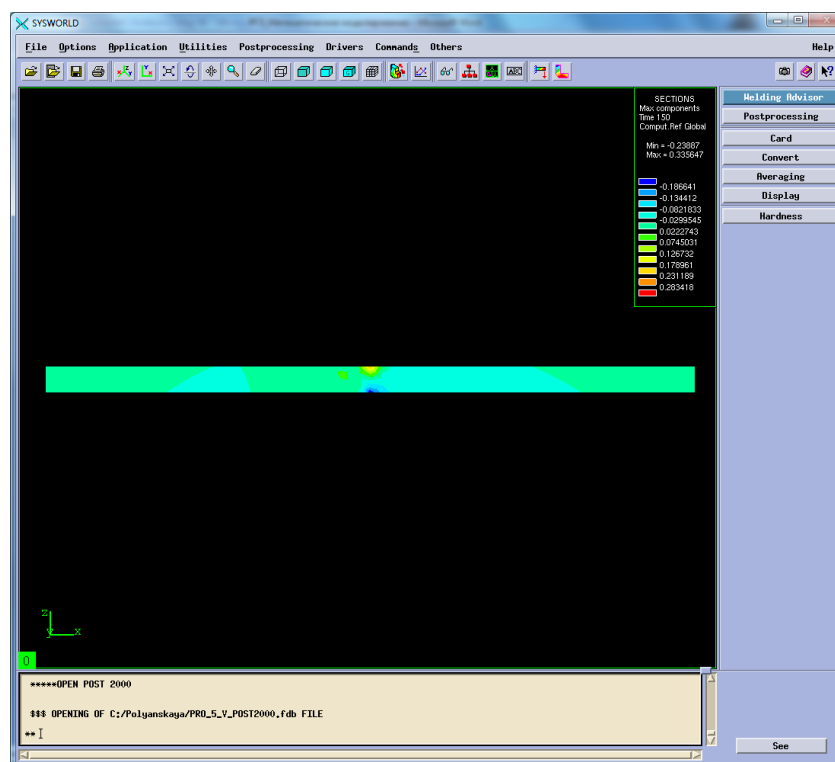 SYSWORLD
File Options Application Utilities Postprocessing Drivers Commands Others Help
Welding Advisor
Postprocessing
Card
Convert
Averaging
Display
Hardness
SECTIONS
Max components
Time 150
Comput.Ref Global
Min = -0.23887
Max = 0.335647
-0.186641
-0.134412
-0.0821833
-0.0299545
0.0222743
0.0745031
0.126732
0.178961
0.231189
0.283418
z
y x
0
*****OPEN POST 2000
$$$ OPENING OF C:/Polyanskaya/PRO_5_V_POST2000.fdb FILE
**
See